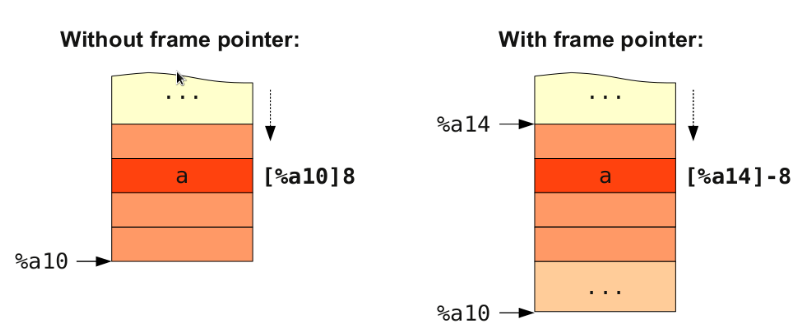 Without frame pointer:
...
a
[%a10]8
%a10
With frame pointer:
...
%a14
a
[%a14]-8
...
%a10